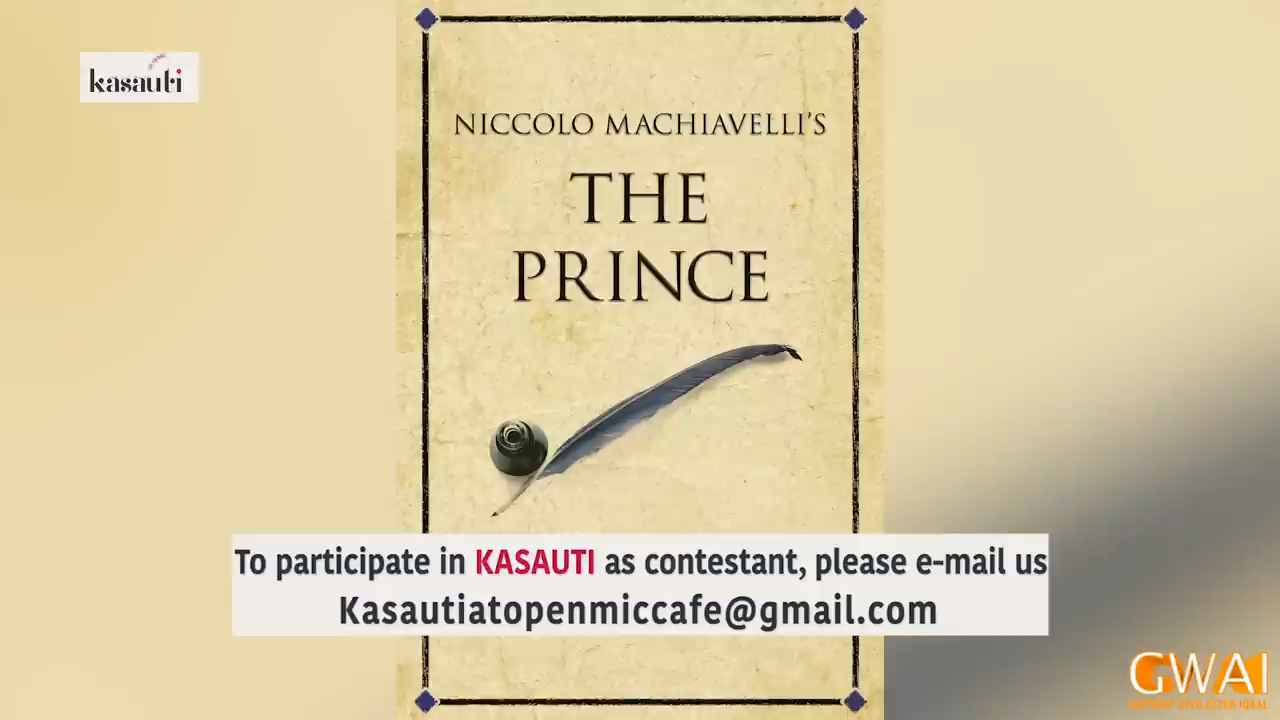 kasauti
NICCOLO MACHIAVELLI'S
THE
PRINCE
To participate in KASAUTI as contestant, please e-mail us
Kasautiatopenmiccafe@gmail.com
GWAI